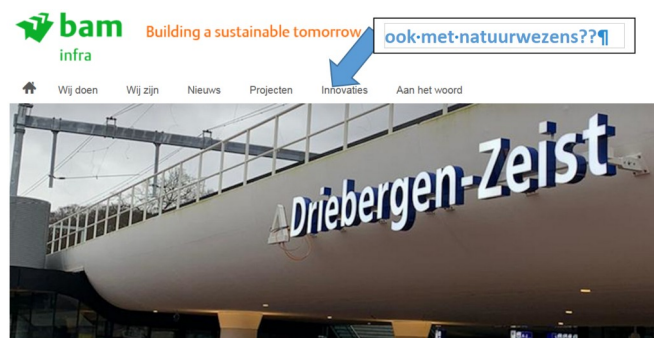 bam
infra
Building a sustainable tomorrow
ook·met·natuurwezens??¶
Wij doen Wij zijn Nieuws Projecten Innovaties Aan het woord
Driebergen-Zeist